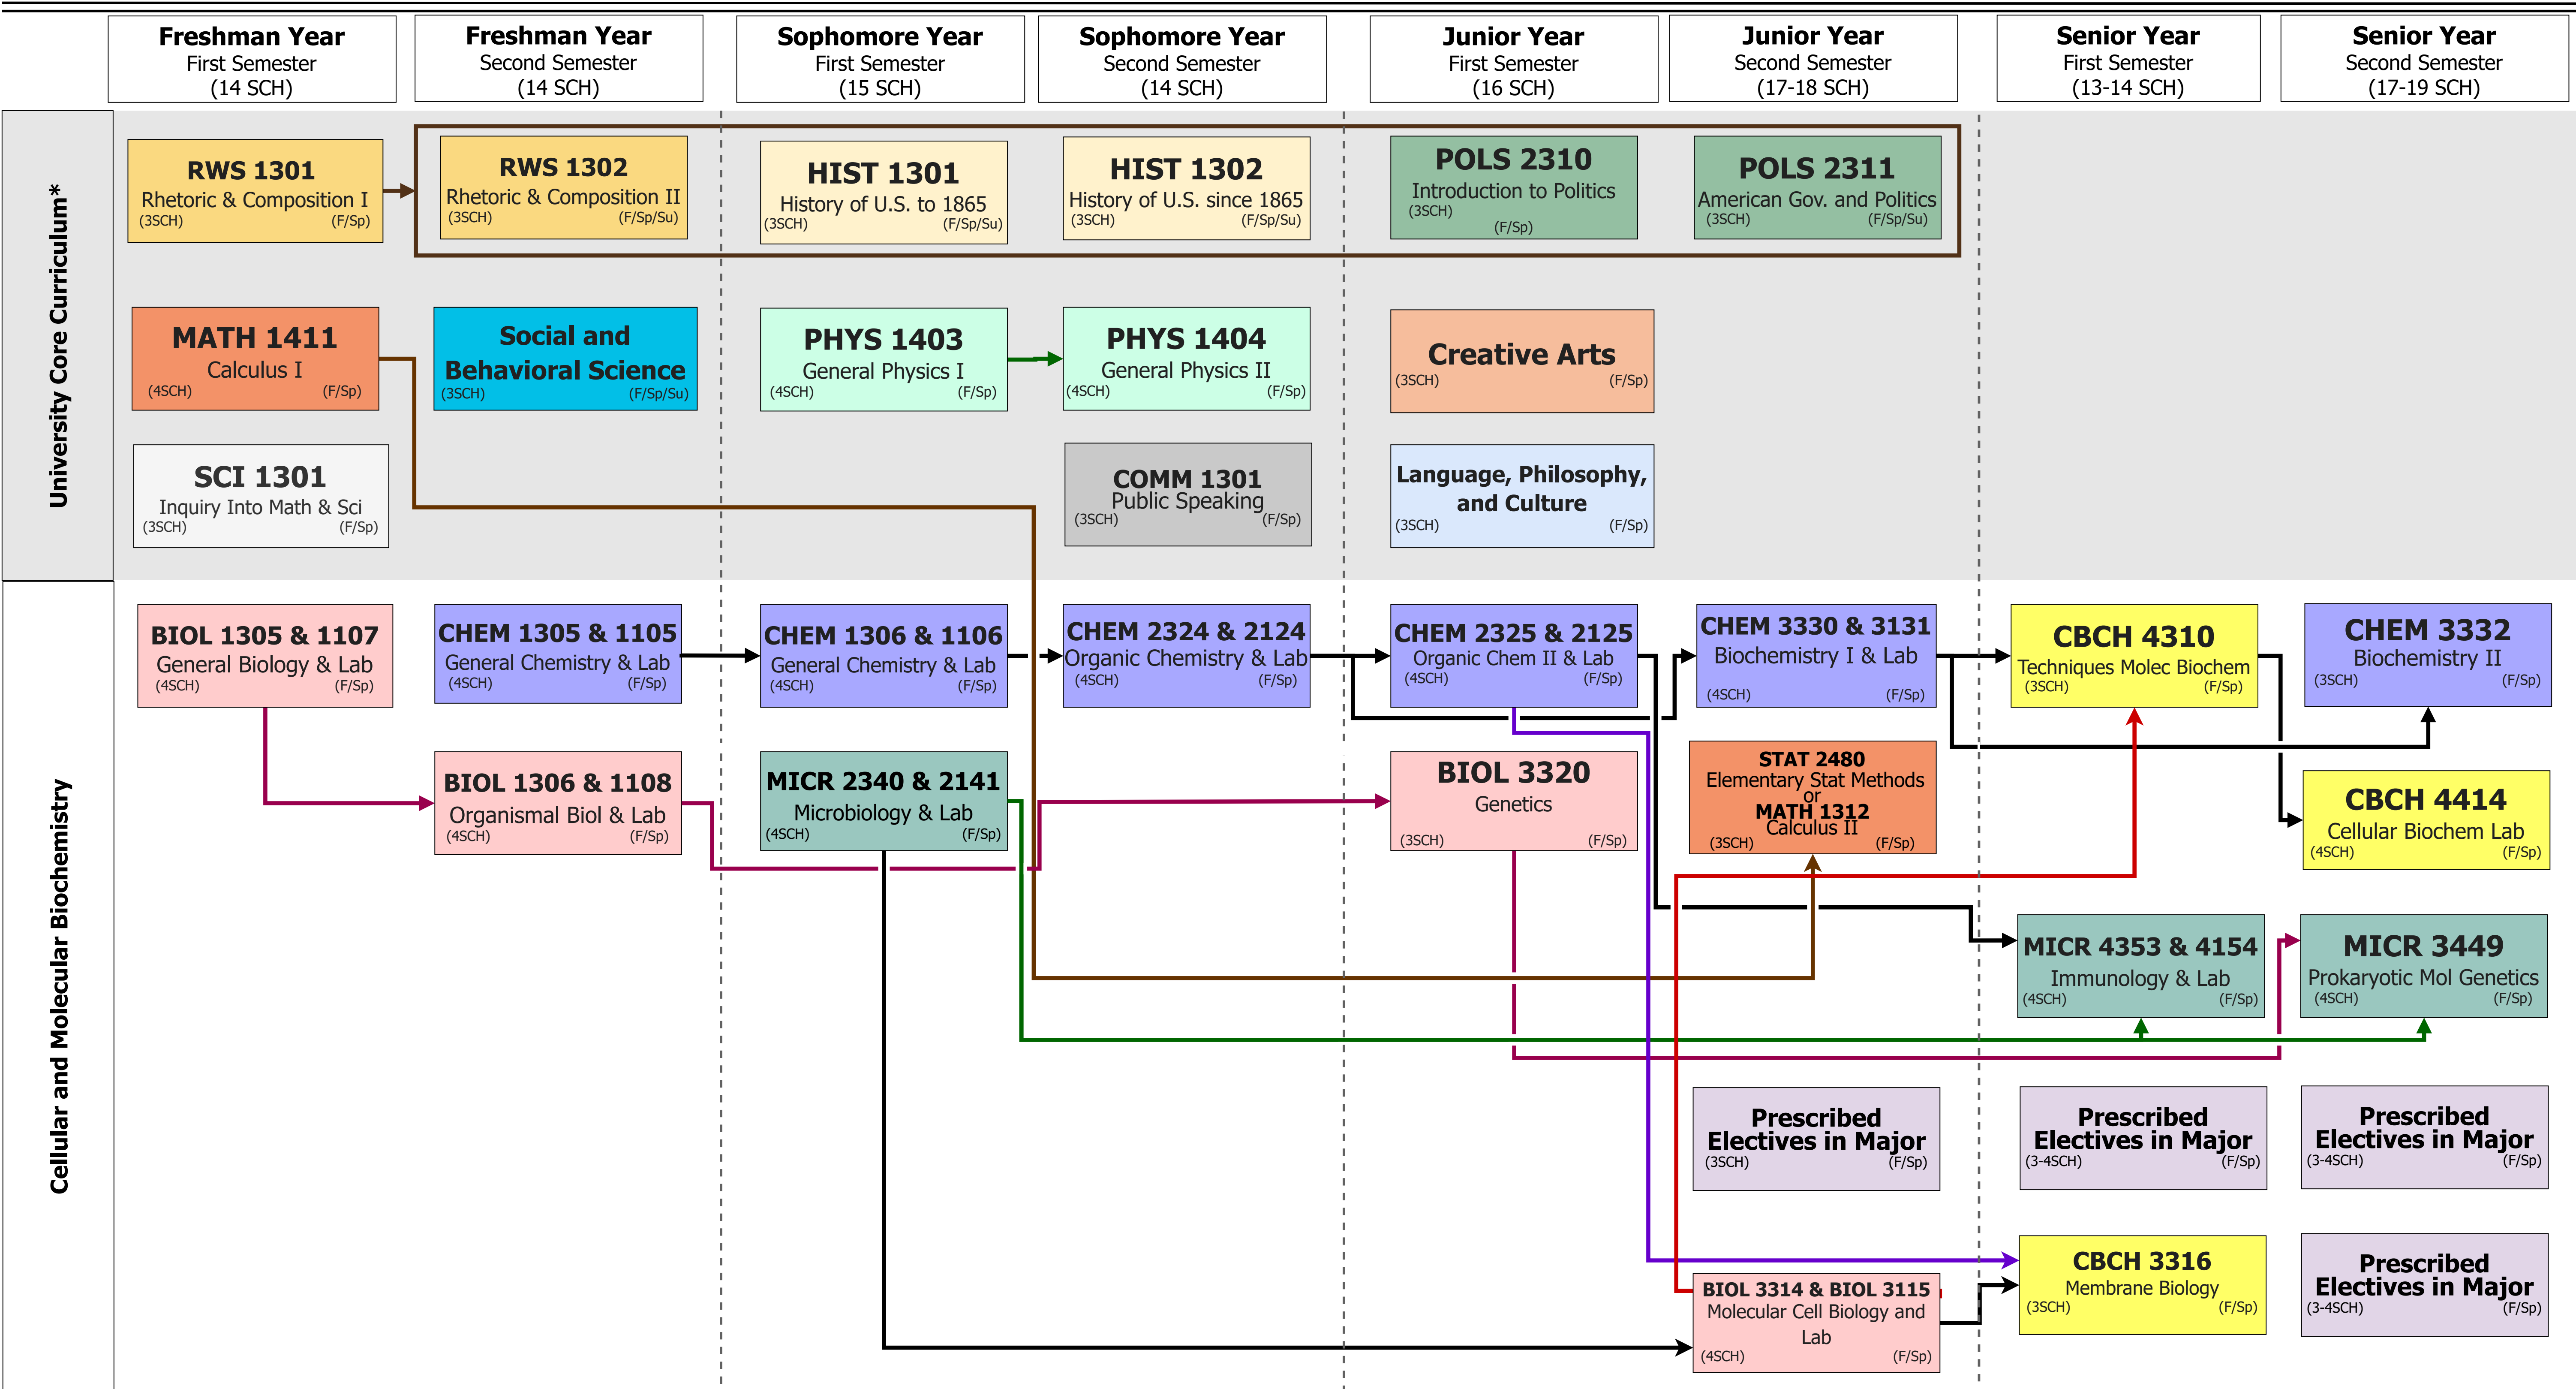 Freshman Year
First Semester
(14 SCH)
Freshman Year
Second Semester
(14 SCH)
Sophomore Year
First Semester
(15 SCH)
Sophomore Year
Second Semester
(14 SCH)
Junior Year
First Semester
(16 SCH)
Junior Year
Second Semester
(17-18 SCH)
Senior Year
First Semester
(13-14 SCH)
Senior Year
Second Semester
(17-19 SCH)
University Core Curriculum*
RWS 1301
Rhetoric & Composition I
(3SCH) (F/Sp)
RWS 1302
Rhetoric & Composition II
(3SCH) (F/Sp/Su)
HIST 1301
History of U.S. to 1865
(3SCH) (F/Sp/Su)
HIST 1302
History of U.S. since 1865
(3SCH) (F/Sp/Su)
POLS 2310
Introduction to Politics
(3SCH)
(F/Sp)
POLS 2311
American Gov. and Politics
(3SCH) (F/Sp/Su)
MATH 1411
Calculus I
(4SCH) (F/Sp)
Social and
Behavioral Science
(3SCH) (F/Sp/Su)
PHYS 1403
General Physics I
(4SCH) (F/Sp)
PHYS 1404
General Physics II
(4SCH) (F/Sp)
Creative Arts
(3SCH) (F/Sp)
SCI 1301
Inquiry Into Math & Sci
(3SCH) (F/Sp)
COMM 1301
Public Speaking
(3SCH) (F/Sp)
Language, Philosophy,
and Culture
(3SCH) (F/Sp)
Cellular and Molecular Biochemistry
BIOL 1305 & 1107
General Biology & Lab
(4SCH) (F/Sp)
CHEM 1305 & 1105
General Chemistry & Lab
(4SCH) (F/Sp)
CHEM 1306 & 1106
General Chemistry & Lab
(4SCH) (F/Sp)
CHEM 2324 & 2124
Organic Chemistry & Lab
(4SCH) (F/Sp)
CHEM 2325 & 2125
Organic Chem II & Lab
(4SCH) (F/Sp)
CHEM 3330 & 3131
Biochemistry I & Lab
(4SCH) (F/Sp)
CBCH 4310
Techniques Molec Biochem
(3SCH) (F/Sp)
CHEM 3332
Biochemistry II
(3SCH) (F/Sp)
BIOL 1306 & 1108
Organismal Biol & Lab
(4SCH) (F/Sp)
MICR 2340 & 2141
Microbiology & Lab
(4SCH) (F/Sp)
BIOL 3320
Genetics
(3SCH) (F/Sp)
STAT 2480
Elementary Stat Methods
or
MATH 1312
Calculus II
(3SCH) (F/Sp)
CBCH 4414
Cellular Biochem Lab
(4SCH) (F/Sp)
MICR 4353 & 4154
Immunology & Lab
(4SCH) (F/Sp)
MICR 3449
Prokaryotic Mol Genetics
(4SCH) (F/Sp)
Prescribed
Electives in Major
(3SCH) (F/Sp)
Prescribed
Electives in Major
(3-4SCH) (F/Sp)
Prescribed
Electives in Major
(3-4SCH) (F/Sp)
BIOL 3314 & BIOL 3115
Molecular Cell Biology and
Lab
(4SCH) (F/Sp)
CBCH 3316
Membrane Biology
(3SCH) (F/Sp)
Prescribed
Electives in Major
(3-4SCH) (F/Sp)